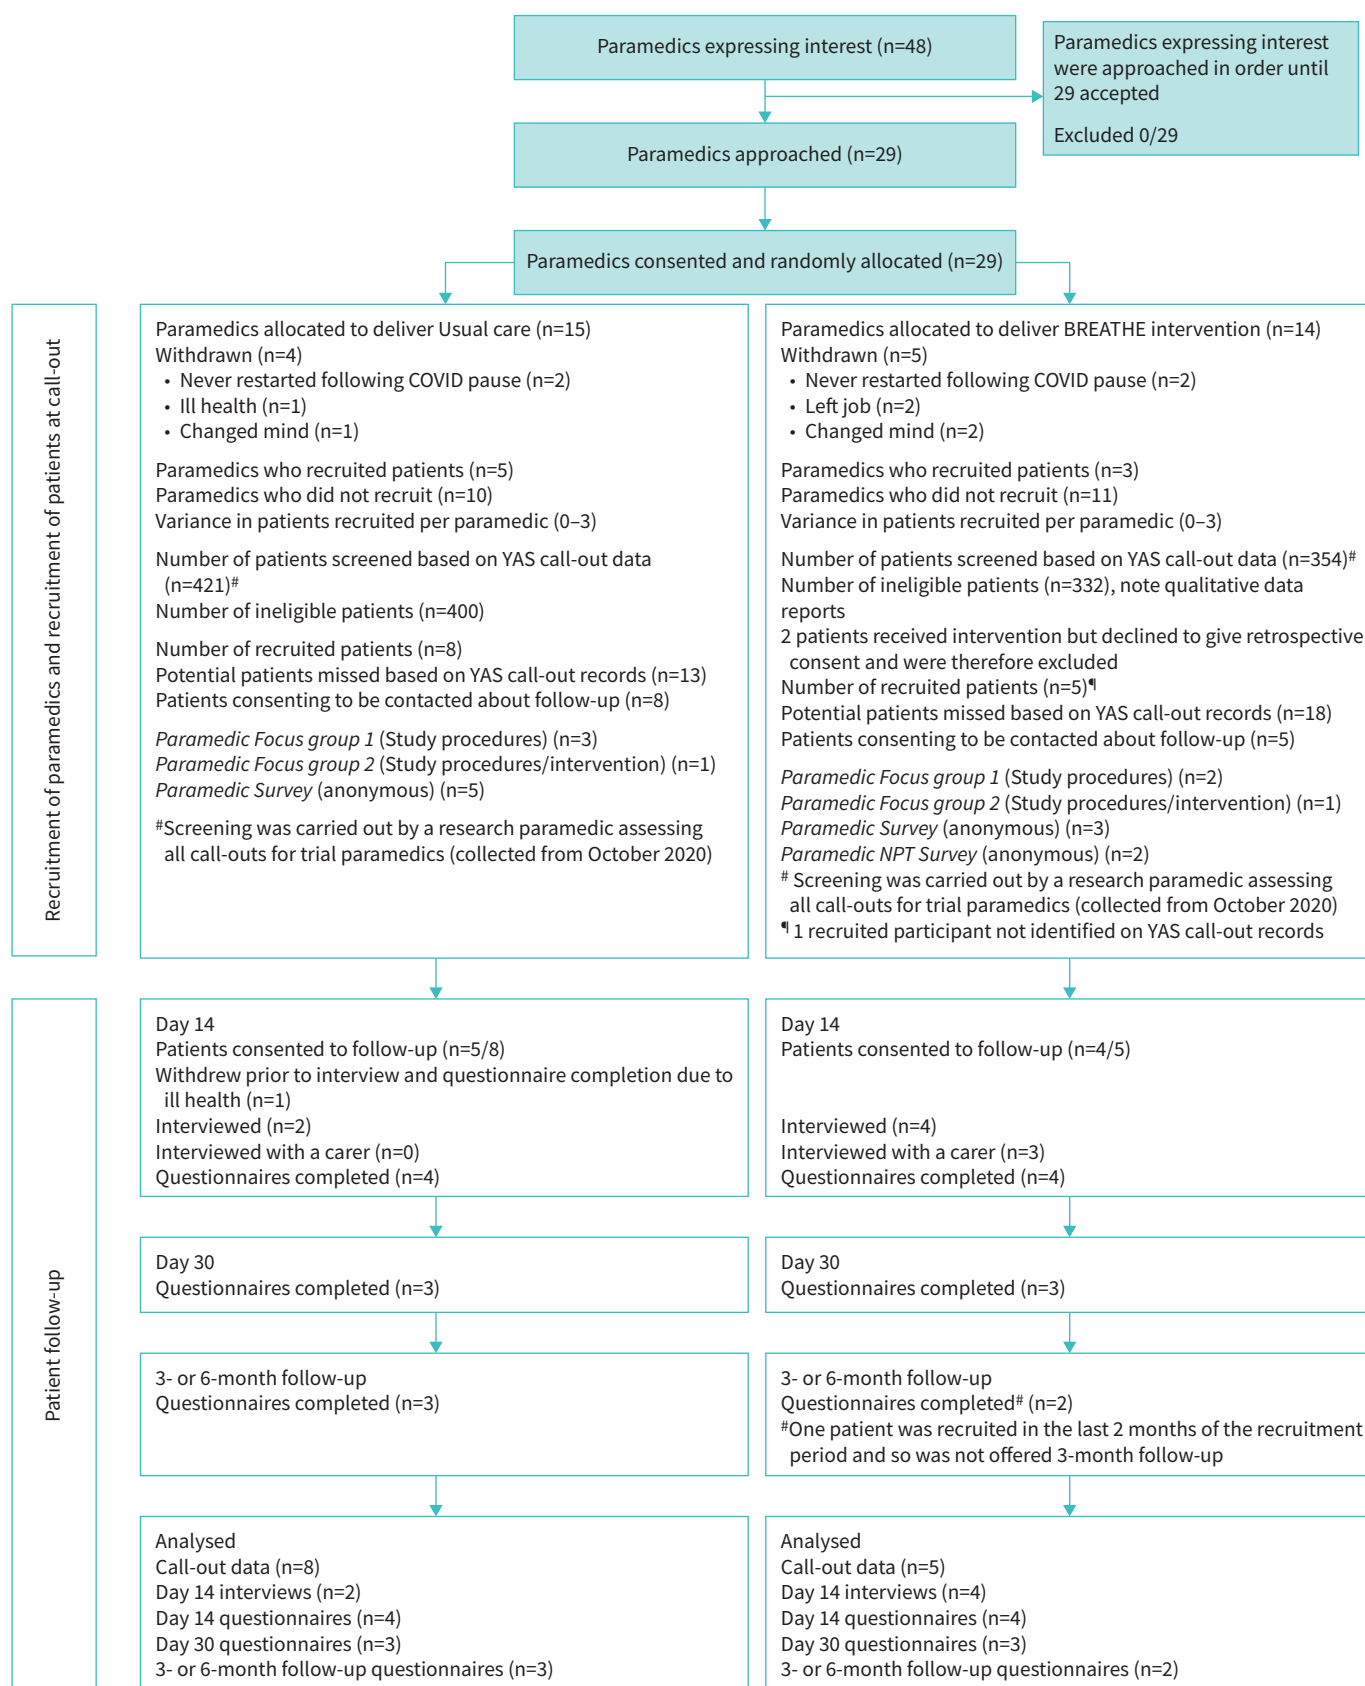 Paramedics expressing interest (n=48)
Paramedics expressing interest
were approached in order until
29 accepted
Excluded 0/29
Paramedics approached (n=29)
Paramedics consented and randomly allocated (n=29)
Recruitment of paramedics and recruitment of patients at call-out
Paramedics allocated to deliver Usual care (n=15)
Withdrawn (n=4)
• Never restarted following COVID pause (n=2)
• Ill health (n=1)
• Changed mind (n=1)
Paramedics who recruited patients (n=5)
Paramedics who did not recruit (n=10)
Variance in patients recruited per paramedic (0–3)
Number of patients screened based on YAS call-out data
(n=421)#
Number of ineligible patients (n=400)
Number of recruited patients (n=8)
Potential patients missed based on YAS call-out records (n=13)
Patients consenting to be contacted about follow-up (n=8)
Paramedic Focus group 1 (Study procedures) (n=3)
Paramedic Focus group 2 (Study procedures/intervention) (n=1)
Paramedic Survey (anonymous) (n=5)
#Screening was carried out by a research paramedic assessing
all call-outs for trial paramedics (collected from October 2020)
Paramedics allocated to deliver BREATHE intervention (n=14)
Withdrawn (n=5)
• Never restarted following COVID pause (n=2)
• Left job (n=2)
• Changed mind (n=2)
Paramedics who recruited patients (n=3)
Paramedics who did not recruit (n=11)
Variance in patients recruited per paramedic (0–3)
Number of patients screened based on YAS call-out data (n=354)#
Number of ineligible patients (n=332), note qualitative data
reports
2 patients received intervention but declined to give retrospective
consent and were therefore excluded
Number of recruited patients (n=5)¶
Potential patients missed based on YAS call-out records (n=18)
Patients consenting to be contacted about follow-up (n=5)
Paramedic Focus group 1 (Study procedures) (n=2)
Paramedic Focus group 2 (Study procedures/intervention) (n=1)
Paramedic Survey (anonymous) (n=3)
Paramedic NPT Survey (anonymous) (n=2)
# Screening was carried out by a research paramedic assessing
all call-outs for trial paramedics (collected from October 2020)
¶ 1 recruited participant not identified on YAS call-out records
Patient follow-up
Day 14
Patients consented to follow-up (n=5/8)
Withdrew prior to interview and questionnaire completion due to
ill health (n=1)
Interviewed (n=2)
Interviewed with a carer (n=0)
Questionnaires completed (n=4)
Day 14
Patients consented to follow-up (n=4/5)
Interviewed (n=4)
Interviewed with a carer (n=3)
Questionnaires completed (n=4)
Day 30
Questionnaires completed (n=3)
Day 30
Questionnaires completed (n=3)
3- or 6-month follow-up
Questionnaires completed (n=3)
3- or 6-month follow-up
Questionnaires completed# (n=2)
#One patient was recruited in the last 2 months of the recruitment
period and so was not offered 3-month follow-up
Analysed
Call-out data (n=8)
Day 14 interviews (n=2)
Day 14 questionnaires (n=4)
Day 30 questionnaires (n=3)
3- or 6-month follow-up questionnaires (n=3)
Analysed
Call-out data (n=5)
Day 14 interviews (n=4)
Day 14 questionnaires (n=4)
Day 30 questionnaires (n=3)
3- or 6-month follow-up questionnaires (n=2)